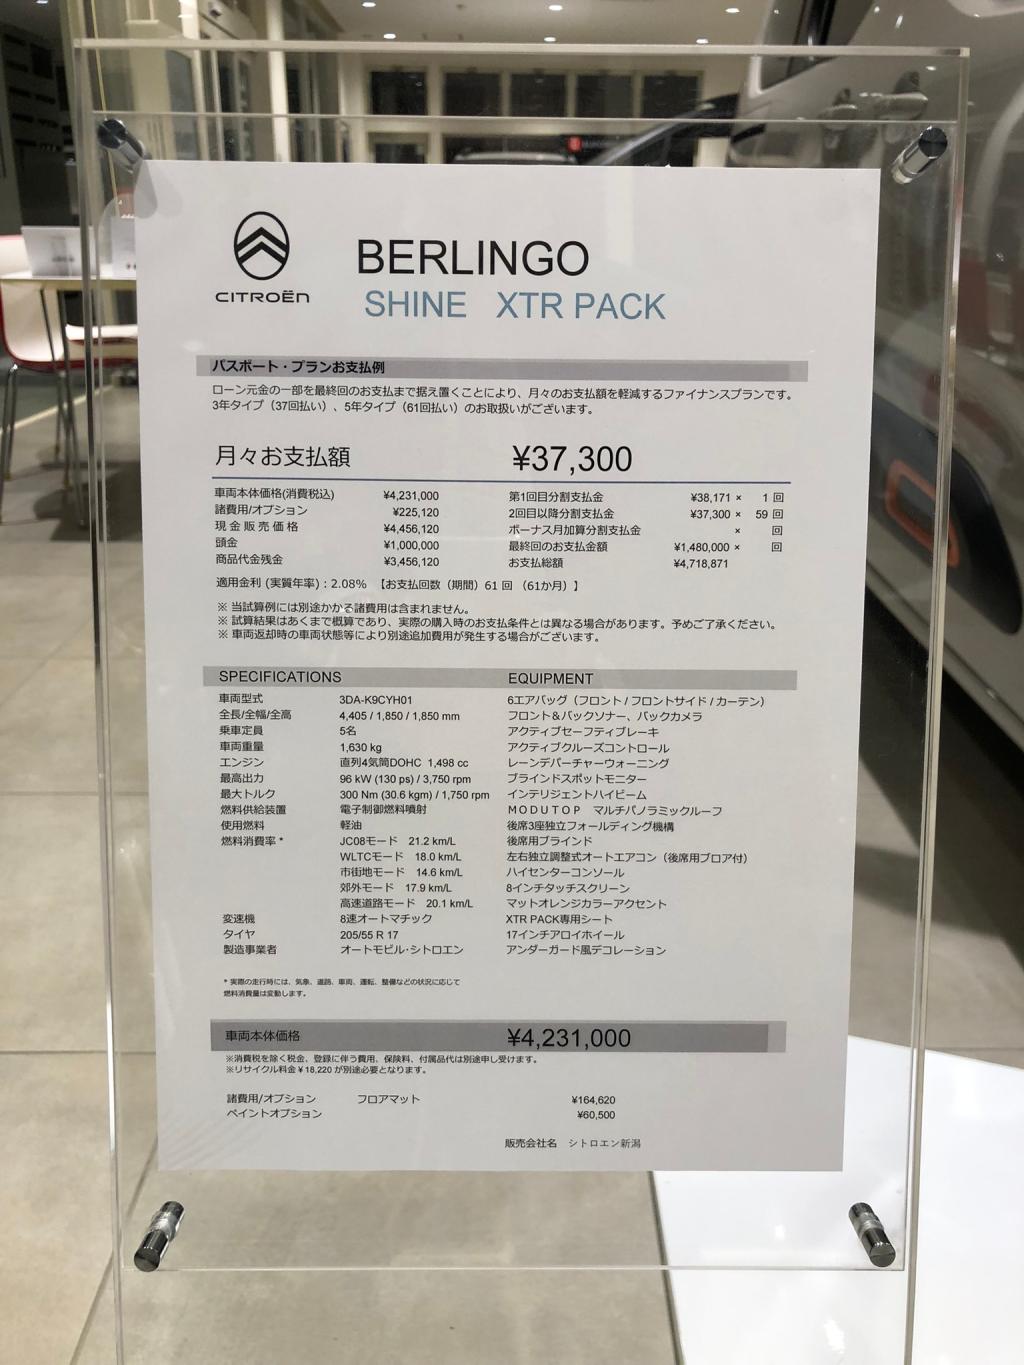 CITROËN
BERLINGO
SHINE XTR PACK
パスポート・プランお支払例
ローン元金の一部を最終回のお支払まで据え置くことにより、月々のお支払額を軽減するファイナンスプランです。
3年タイプ（37回払い）、5年タイプ（61回払い）のお取扱いがございます。
月々お支払額 ¥37,300
車両本体価格(消費税込) ¥4,231,000 第1回目分割支払金 ¥38,171 × 1 回
諸費用/オプション ¥225,120 2回目以降分割支払金 ¥37,300 × 59 回
現金販売価格 ¥4,456,120 ボーナス月加算分割支払金 × 回
頭金 ¥1,000,000 最終回のお支払金額 ¥1,480,000 × 回
商品代金残金 ¥3,456,120 お支払総額 ¥4,718,871
適用金利 (実質年率)：2.08% 【お支払回数（期間）61 回 （61か月）】
※ 当試算例には別途かかる諸費用は含まれません。
※ 試算結果はあくまで概算であり、実際の購入時のお支払条件とは異なる場合があります。予めご了承ください。
※ 車両返却時の車両状態等により別途追加費用が発生する場合がございます。
SPECIFICATIONS EQUIPMENT
車両型式 3DA-K9CYH01 6エアバッグ（フロント / フロントサイド / カーテン）
全長/全幅/全高 4,405 / 1,850 / 1,850 mm フロント＆バックソナー、バックカメラ
乗車定員 5名 アクティブセーフティブレーキ
車両重量 1,630 kg アクティブクルーズコントロール
エンジン 直列4気筒DOHC 1,498 cc レーンデパーチャーウォーニング
最高出力 96 kW (130 ps) / 3,750 rpm ブラインドスポットモニター
最大トルク 300 Nm (30.6 kgm) / 1,750 rpm インテリジェントハイビーム
燃料供給装置 電子制御燃料噴射 ＭＯＤＵＴＯＰ マルチパノラミックルーフ
使用燃料 軽油 後席3座独立フォールディング機構
燃料消費率 * JC08モード 21.2 km/L 後席用ブラインド
WLTCモード 18.0 km/L 左右独立調整式オートエアコン（後席用ブロア付）
市街地モード 14.6 km/L ハイセンターコンソール
郊外モード 17.9 km/L 8インチタッチスクリーン
高速道路モード 20.1 km/L マットオレンジカラーアクセント
変速機 8速オートマチック XTR PACK専用シート
タイヤ 205/55 R 17 17インチアロイホイール
製造事業者 オートモビル･シトロエン アンダーガード風デコレーション
* 実際の走行時には、気象、道路、車両、運転、整備などの状況に応じて
燃料消費量は変動します。
車両本体価格 ¥4,231,000
※消費税を除く税金、登録に伴う費用、保険料、付属品代は別途申し受けます。
※リサイクル料金￥18,220 が別途必要となります。
諸費用/オプション フロアマット ¥164,620
ペイントオプション ¥60,500
販売会社名 シトロエン新潟